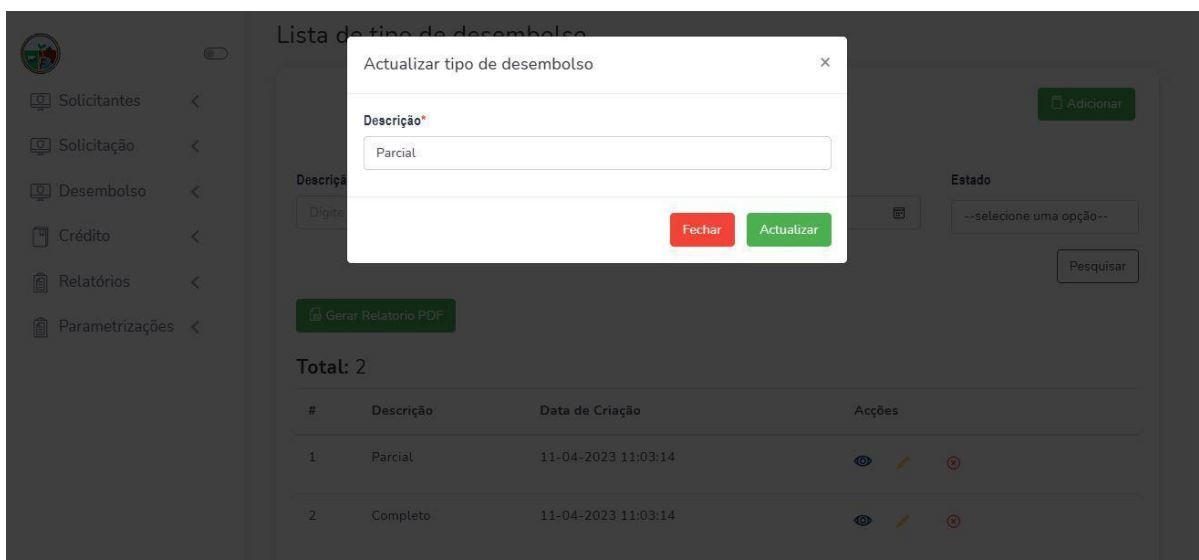 Lista de tipo de desembolso
Actualizar tipo de desembolso
×
Solicitantes
Adicionar
Descrição*
Solicitação
Parcial
Desembolso
Descriçã
Estado
Digite
--selecione uma opção--
Crédito
Fechar
Actualizar
Pesquisar
Relatórios
Gerar Relatorio PDF
Parametrizações
Total: 2
# Descrição Data de Criação Acções
1 Parcial 11-04-2023 11:03:14
2 Completo 11-04-2023 11:03:14